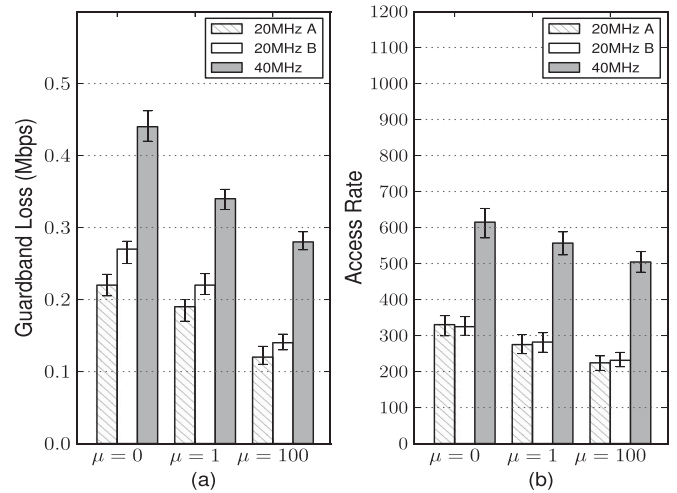 20MHz A
20MHz B
40MHz
Guardband Loss (Mbps)
0.5
0.4
0.3
0.2
0.1
0.0
μ = 0
μ = 1
μ = 100
(a)
20MHz A
20MHz B
40MHz
Access Rate
1200
1100
1000
900
800
700
600
500
400
300
200
100
0
μ = 0
μ = 1
μ = 100
(b)